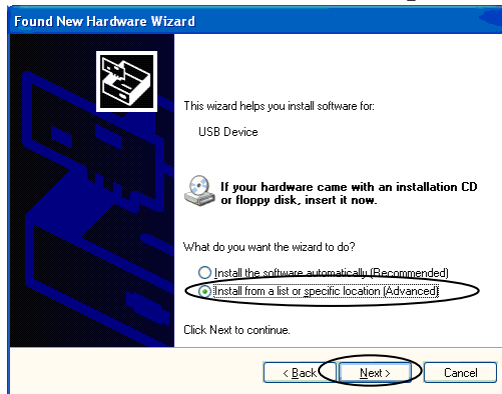 Found New Hardware Wizard
This wizard helps you install software for:
USB Device
If your hardware came with an installation CD
or floppy disk, insert it now.
What do you want the wizard to do?
Install the software automatically (Recommended)
Install from a list or specific location (Advanced)
Click Next to continue.
< Back Next > Cancel